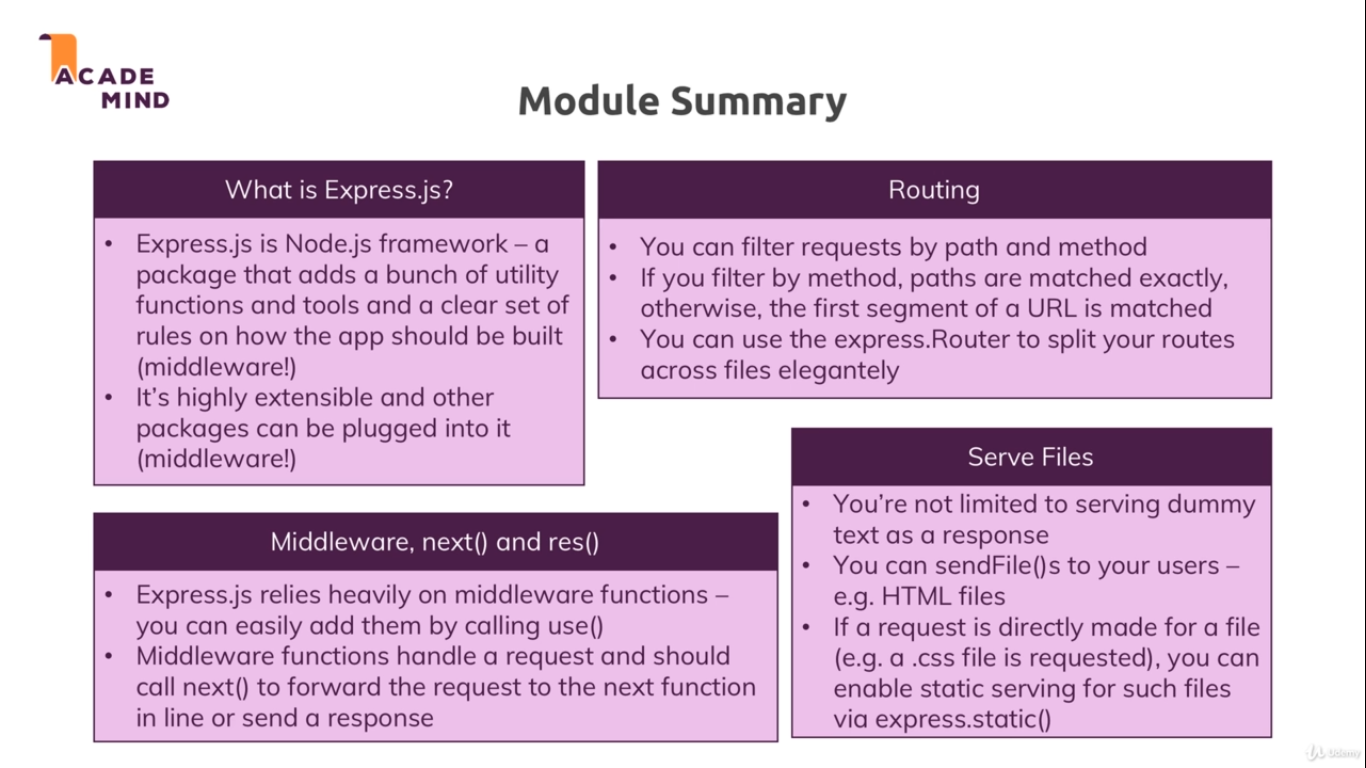 ACADE
MIND
Module Summary
What is Express.js?
• Express.js is Node.js framework – a
package that adds a bunch of utility
functions and tools and a clear set of
rules on how the app should be built
(middleware!)
• It’s highly extensible and other
packages can be plugged into it
(middleware!)
Routing
• You can filter requests by path and method
• If you filter by method, paths are matched exactly,
otherwise, the first segment of a URL is matched
• You can use the express.Router to split your routes
across files elegantely
Middleware, next() and res()
• Express.js relies heavily on middleware functions –
you can easily add them by calling use()
• Middleware functions handle a request and should
call next() to forward the request to the next function
in line or send a response
Serve Files
• You’re not limited to serving dummy
text as a response
• You can sendFile()s to your users –
e.g. HTML files
• If a request is directly made for a file
(e.g. a .css file is requested), you can
enable static serving for such files
via express.static()
Udemy